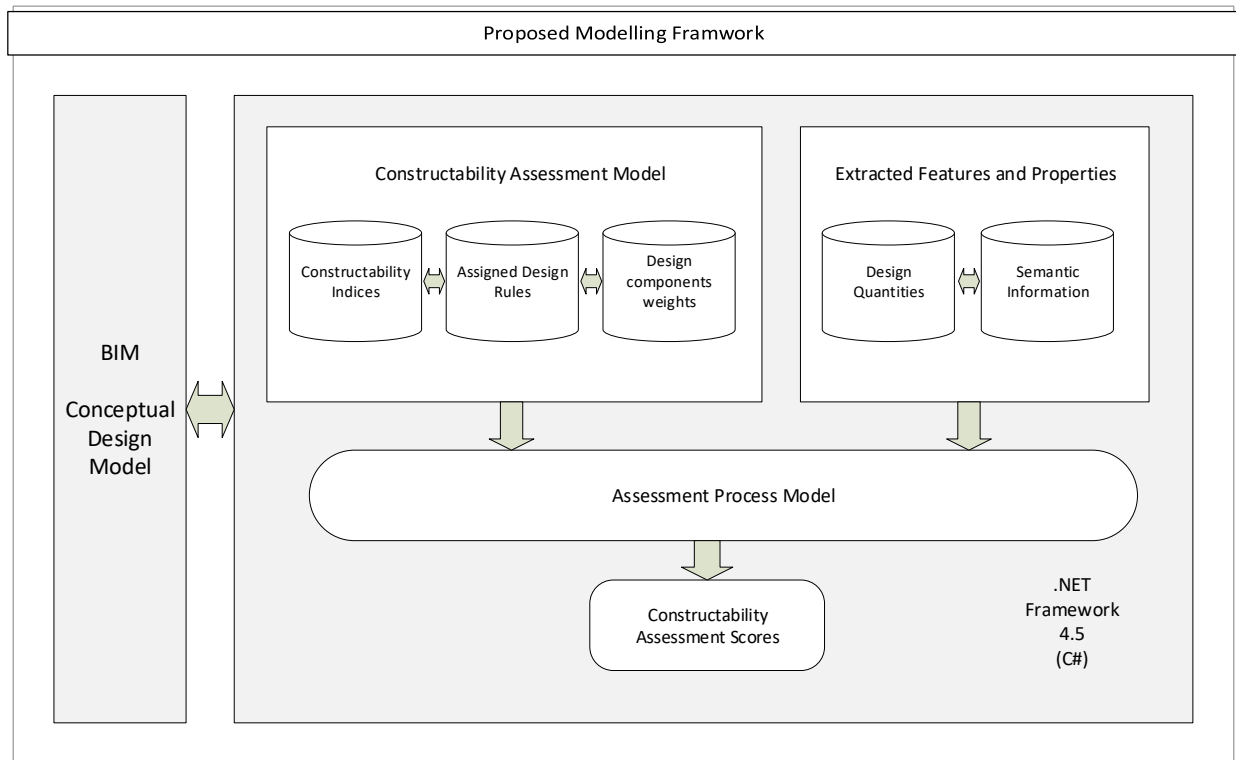 Proposed Modelling Framwork
BIM
Conceptual
Design
Model
Constructability Assessment Model
Constructability
Indices
Assigned Design
Rules
Design
components
weights
Extracted Features and Properties
Design
Quantities
Semantic
Information
Assessment Process Model
Constructability
Assessment Scores
.NET
Framework
4.5
(C#)